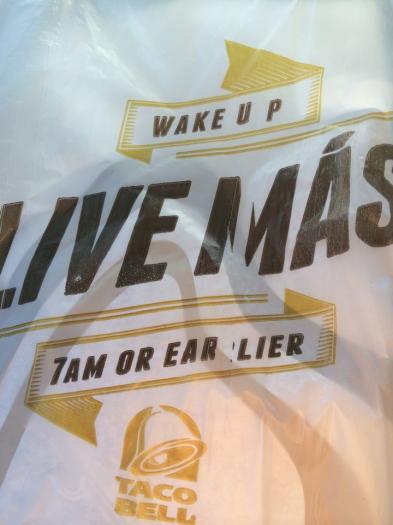 WAKE UP
LIVE MÁS
7AM OR EARLIER
TACO
BELL